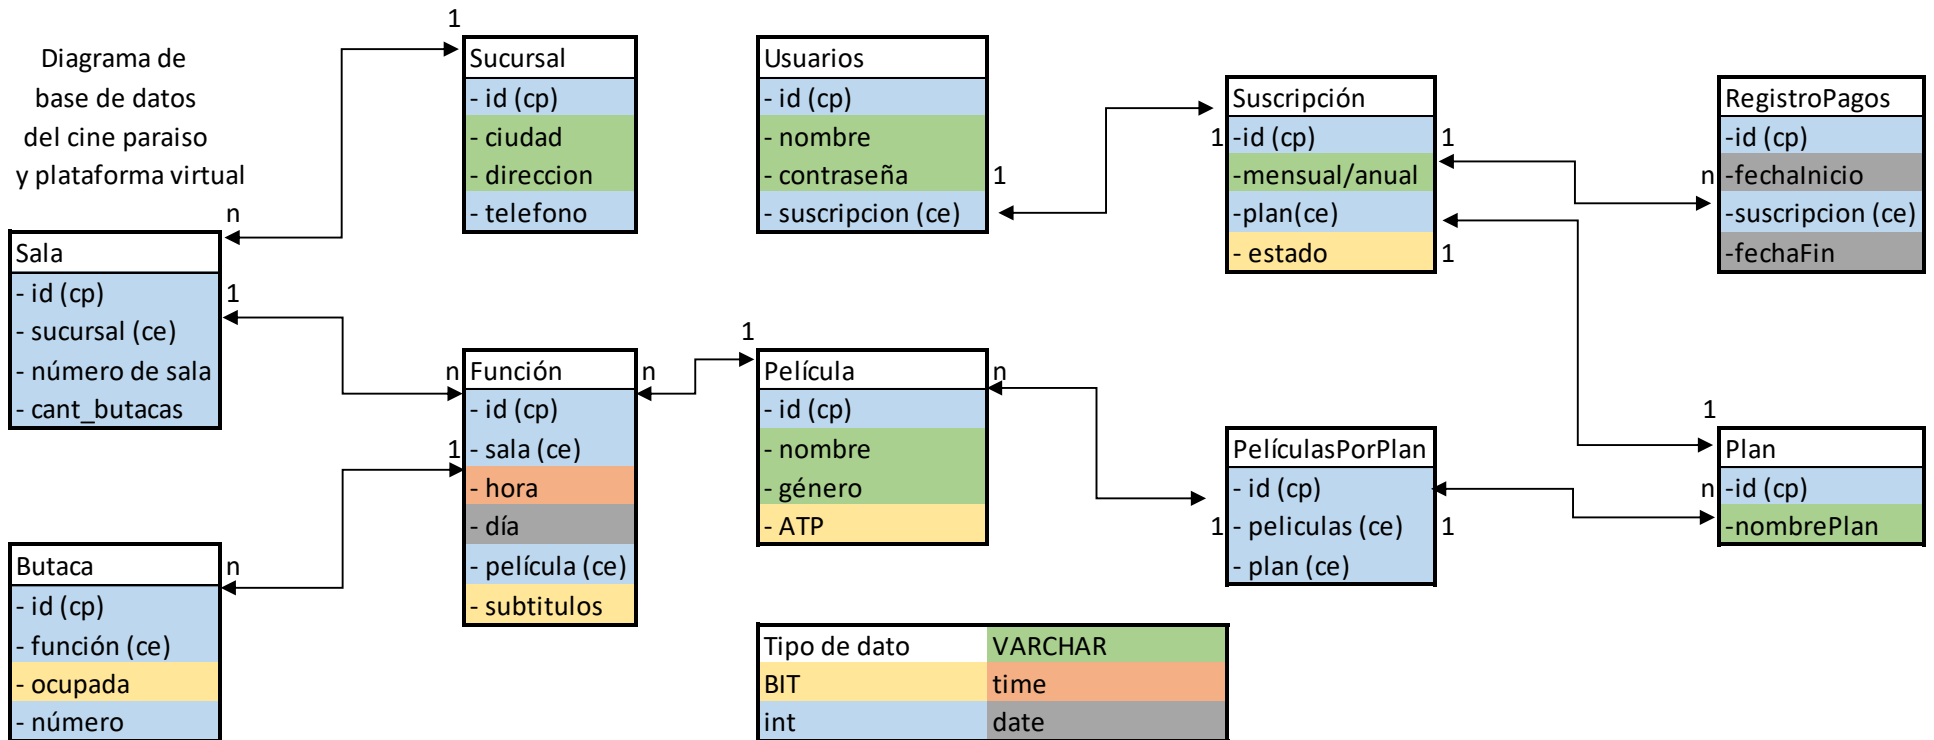 Diagrama de
base de datos
del cine paraiso
y plataforma virtual
1
Sucursal
- id (cp)
- ciudad
- direccion
- telefono
n
Sala
- id (cp)
- sucursal (ce)
- número de sala
- cant_butacas
1
n
Función
- id (cp)
- sala (ce)
- hora
- día
- película (ce)
- subtitulos
1
n
Butaca
- id (cp)
- función (ce)
- ocupada
- número
n
1
Película
- id (cp)
- nombre
- género
- ATP
n
Usuarios
- id (cp)
- nombre
- contraseña
- suscripcion (ce)
1
1
Suscripción
-id (cp)
-mensual/anual
-plan(ce)
- estado
1
1
n
RegistroPagos
-id (cp)
-fechaInicio
-suscripcion (ce)
-fechaFin
1
PelículasPorPlan
- id (cp)
- peliculas (ce)
- plan (ce)
1
1
n
Plan
-id (cp)
-nombrePlan
Tipo de dato
VARCHAR
BIT
time
int
date